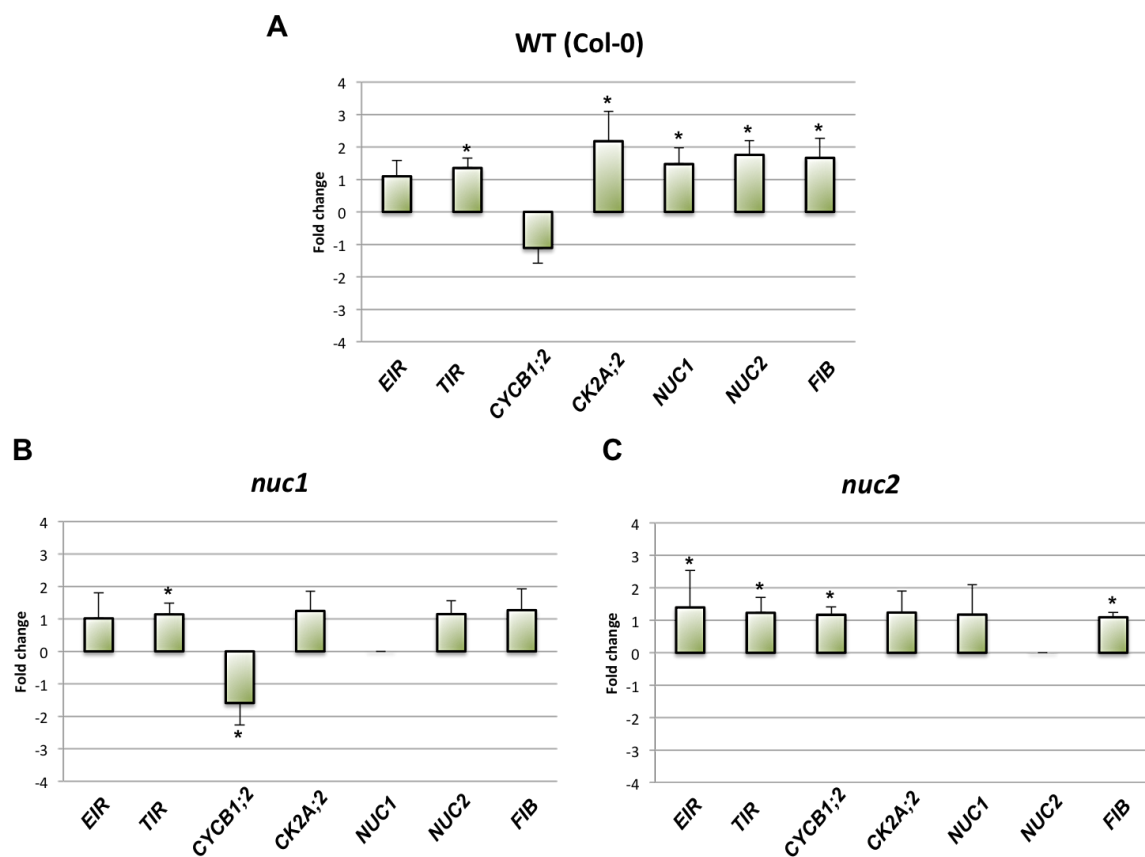 A
WT (Col-0)
Fold change
4
3
2
1
0
-1
-2
-3
-4
*
*
*
*
*
EIR
TIR
CYCB1;2
CK2A;2
NUC1
NUC2
FIB
B
nuc1
Fold change
4
3
2
1
0
-1
-2
-3
-4
*
*
EIR
TIR
CYCB1;2
CK2A;2
NUC1
NUC2
FIB
C
nuc2
Fold change
4
3
2
1
0
-1
-2
-3
-4
*
*
*
*
EIR
TIR
CYCB1;2
CK2A;2
NUC1
NUC2
FIB